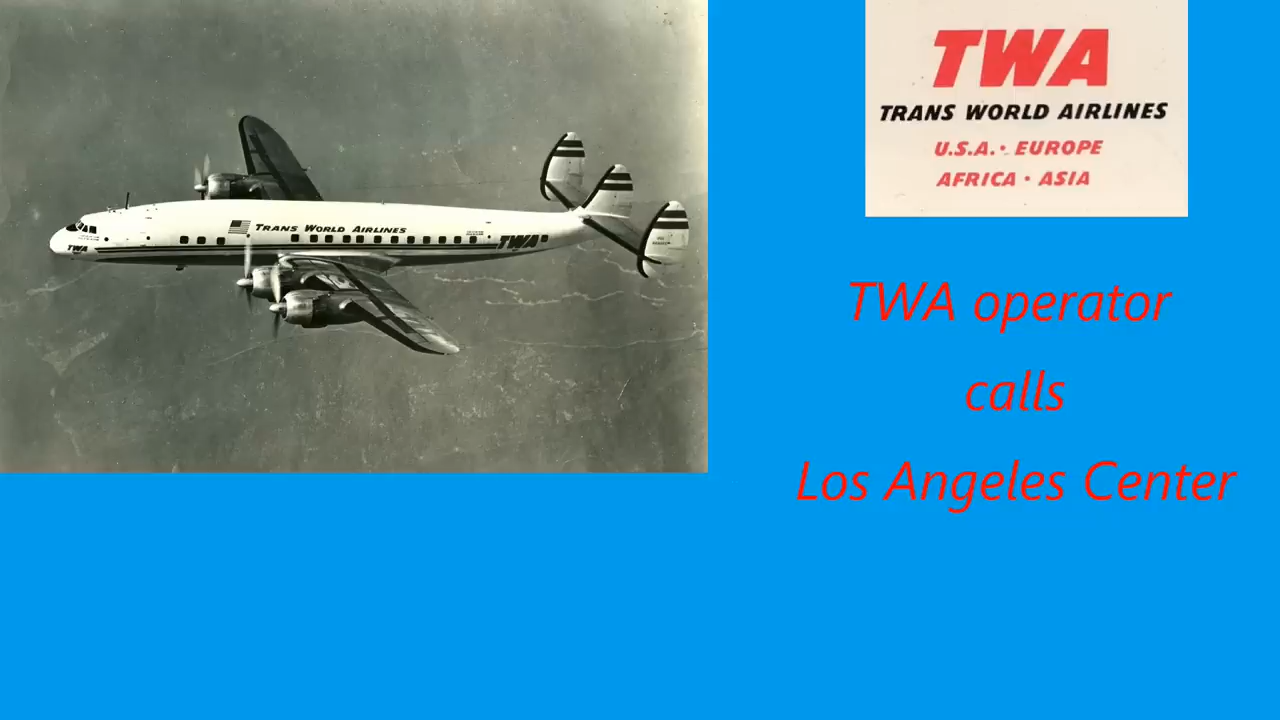 TWA
TRANS WORLD AIRLINES
U.S.A. • EUROPE
AFRICA • ASIA
TRANS WORLD AIRLINES
TWA
TWA
TWA operator
calls
Los Angeles Center